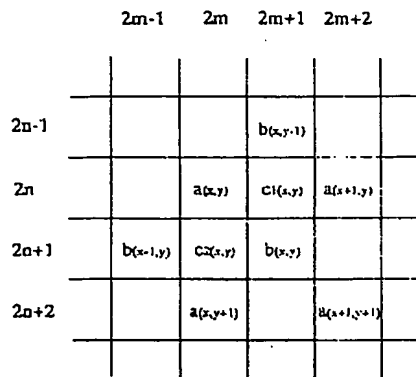 2m-1 2m 2m+1 2m+2
2n-1 b(x,y-1)
2n a(x,y) c1(x,y) a(x+1,y)
2n+1 b(x-1,y) c2(x,y) b(x,y)
2n+2 a(x,y+1) a(x+1,y+1)